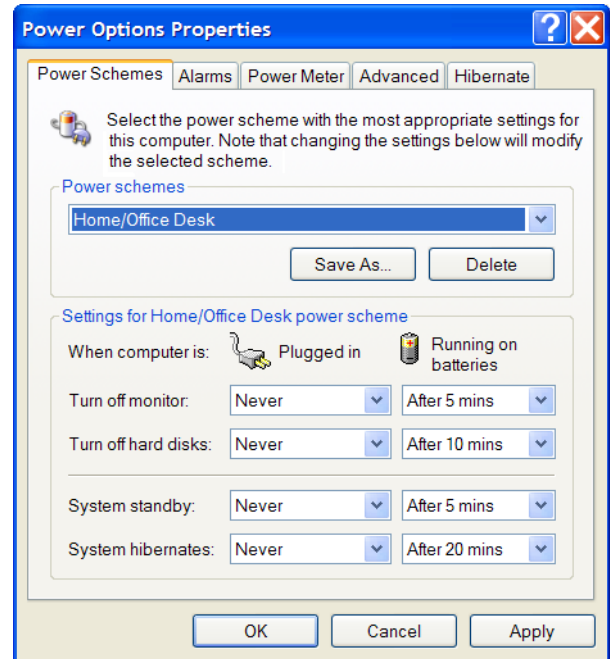 Power Options Properties
Power Schemes Alarms Power Meter Advanced Hibernate
Select the power scheme with the most appropriate settings for
this computer. Note that changing the settings below will modify
the selected scheme.
Power schemes
Home/Office Desk
Save As... Delete
Settings for Home/Office Desk power scheme
When computer is: Plugged in Running on
batteries
Turn off monitor: Never After 5 mins
Turn off hard disks: Never After 10 mins
System standby: Never After 5 mins
System hibernates: Never After 20 mins
OK Cancel Apply